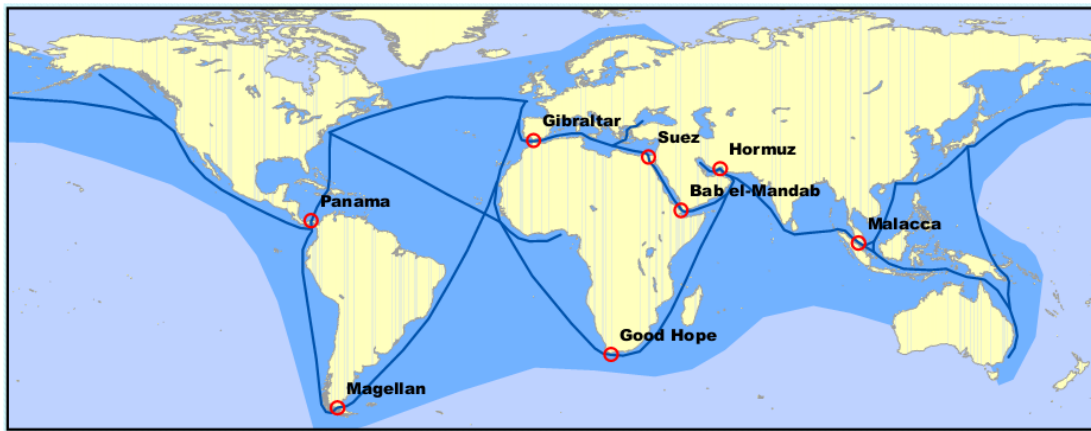 Gibraltar
Suez
Hormuz
Bab el-Mandab
Panama
Malacca
Good Hope
Magellan